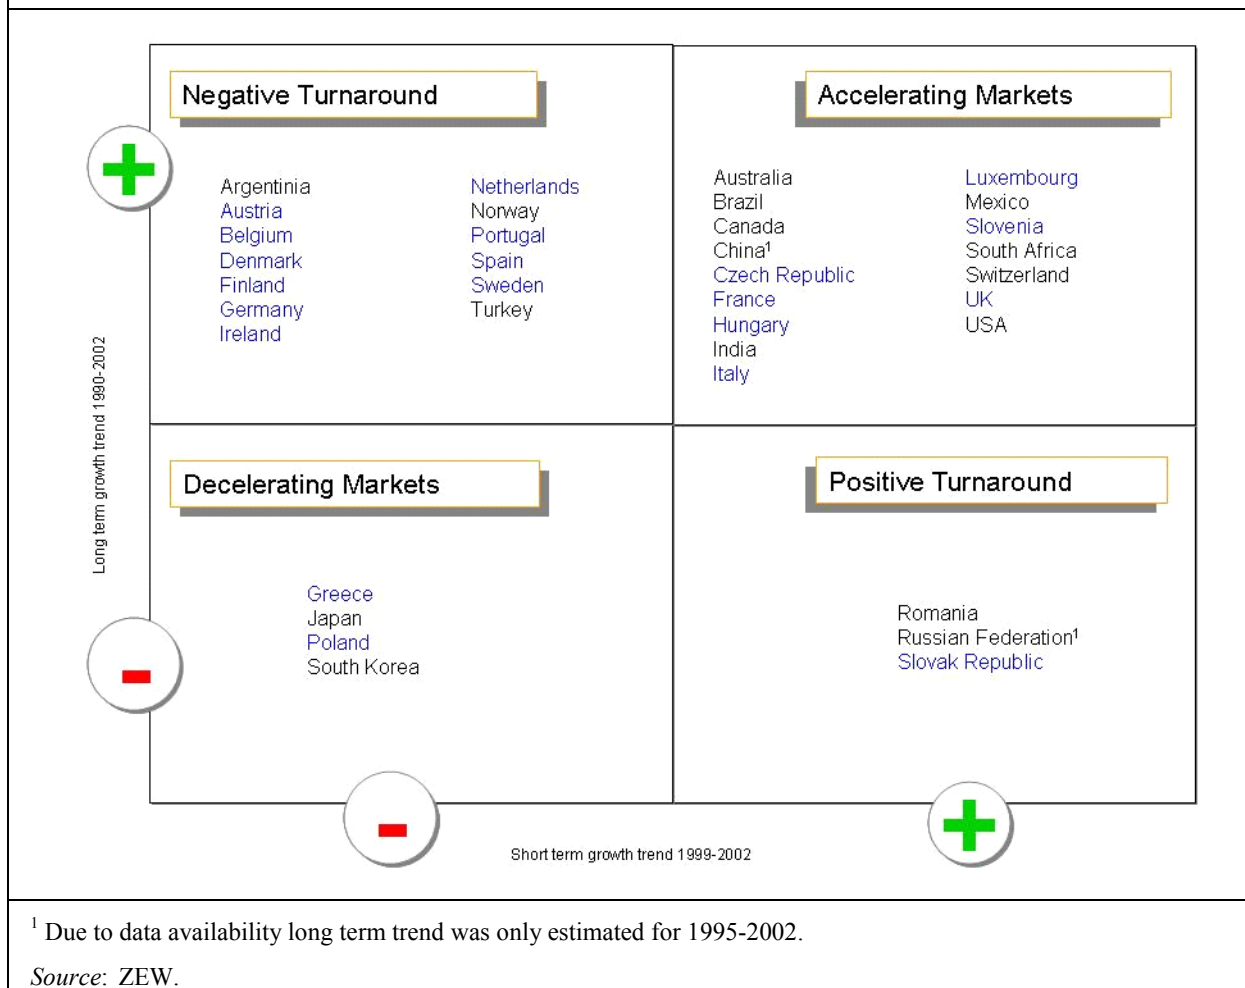 Negative Turnaround
Accelerating Markets
Argentinia
Austria
Belgium
Denmark
Finland
Germany
Ireland
Netherlands
Norway
Portugal
Spain
Sweden
Turkey
Australia
Brazil
Canada
China¹
Czech Republic
France
Hungary
India
Italy
Luxembourg
Mexico
Slovenia
South Africa
Switzerland
UK
USA
Long term growth trend 1990-2002
Decelerating Markets
Positive Turnaround
Greece
Japan
Poland
South Korea
Romania
Russian Federation¹
Slovak Republic
Short term growth trend 1999-2002
¹ Due to data availability long term trend was only estimated for 1995-2002.
Source: ZEW.